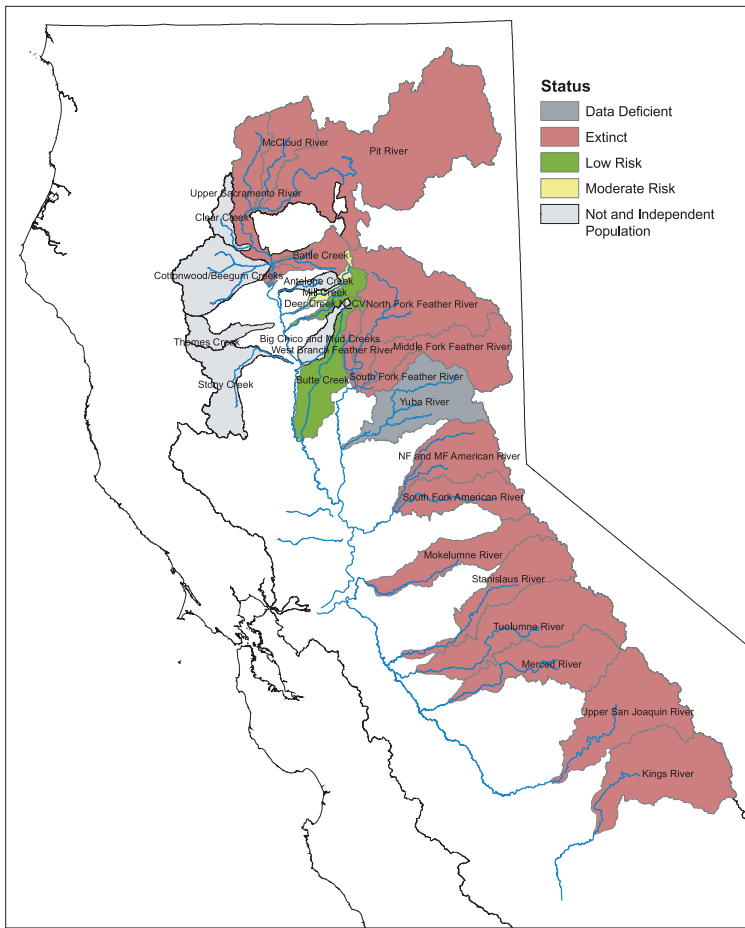 Status
Data Deficient
Extinct
Low Risk
Moderate Risk
Not and Independent
Population
McCloud River
Pit River
Upper Sacramento River
Clear Creek
Battle Creek
Cottonwood/Beegum Creeks
Antelope Creek
Mill Creek
Deer Creek
North Fork Feather River
Big Chico and Mud Creeks
Thomes Creek
West Branch Feather River
Middle Fork Feather River
Stony Creek
Butte Creek
South Fork Feather River
Yuba River
NF and MF American River
South Fork American River
Mokelumne River
Stanislaus River
Tuolumne River
Merced River
Upper San Joaquin River
Kings River